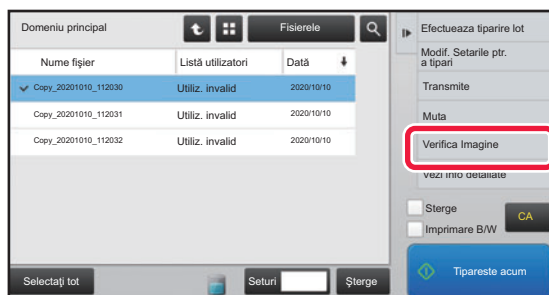 Domeniu principal
Fisierele
Nume fişier
Listă utilizatori
Dată
Copy_20201010_112030
Utiliz. invalid
2020/10/10
Copy_20201010_112031
Utiliz. invalid
2020/10/10
Copy_20201010_112032
Utiliz. invalid
2020/10/10
Selectaţi tot
Seturi
Şterge
Efectueaza tiparire lot
Modif. Setarile ptr.
a tipari
Transmite
Muta
Verifica Imagine
Vezi info detaliate
Sterge
Imprimare B/W
CA
Tipareste acum